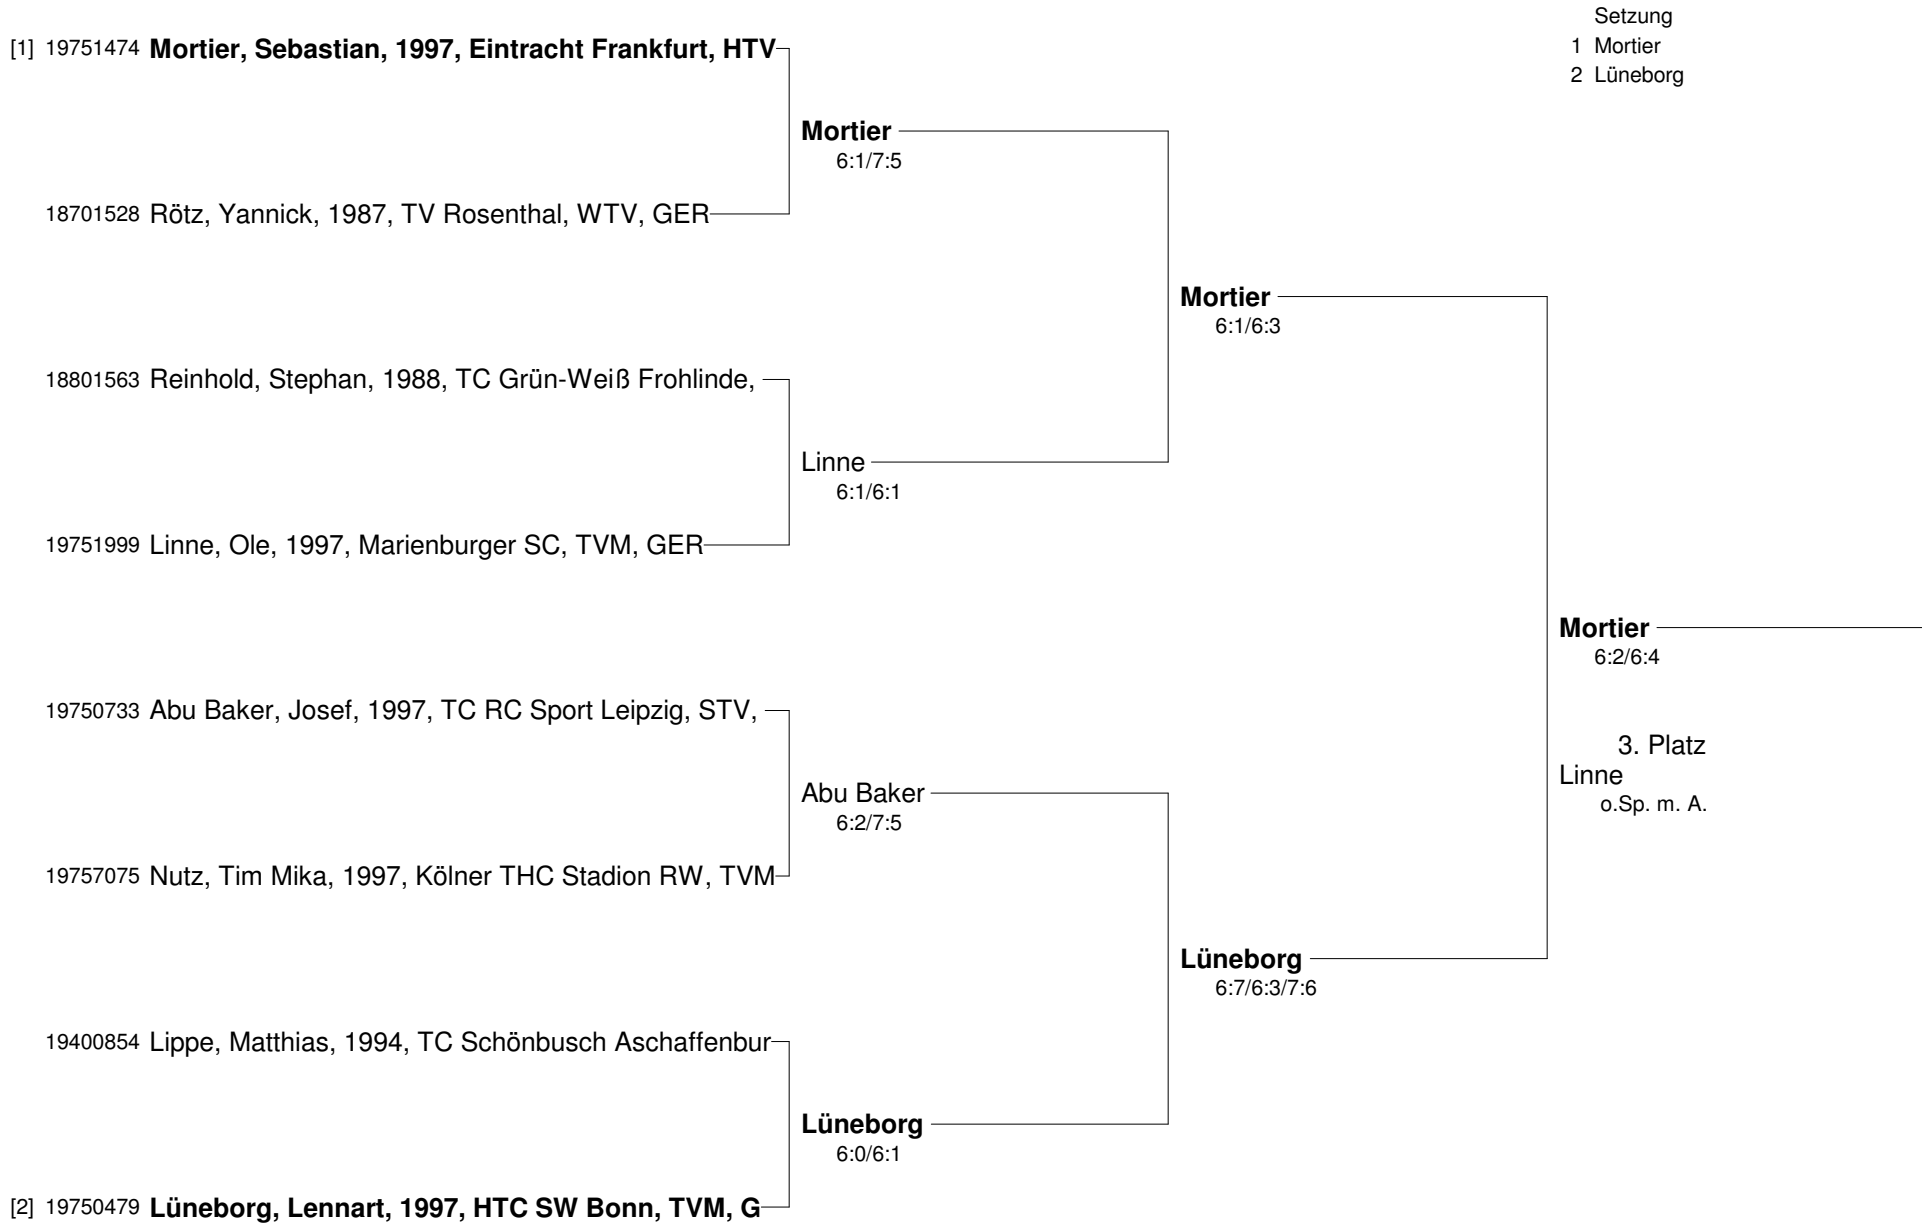 Setzung
1 Mortier
2 Lüneborg
[1] 19751474 Mortier, Sebastian, 1997, Eintracht Frankfurt, HTV
Mortier
6:1/7:5
18701528 Rötz, Yannick, 1987, TV Rosenthal, WTV, GER
Mortier
6:1/6:3
18801563 Reinhold, Stephan, 1988, TC Grün-Weiß Frohlinde,
Linne
6:1/6:1
19751999 Linne, Ole, 1997, Marienburger SC, TVM, GER
Mortier
6:2/6:4
19750733 Abu Baker, Josef, 1997, TC RC Sport Leipzig, STV,
3. Platz
Linne
o.Sp. m. A.
Abu Baker
6:2/7:5
19757075 Nutz, Tim Mika, 1997, Kölner THC Stadion RW, TVM
Lüneborg
6:7/6:3/7:6
19400854 Lippe, Matthias, 1994, TC Schönbusch Aschaffenbur
Lüneborg
6:0/6:1
[2] 19750479 Lüneborg, Lennart, 1997, HTC SW Bonn, TVM, G